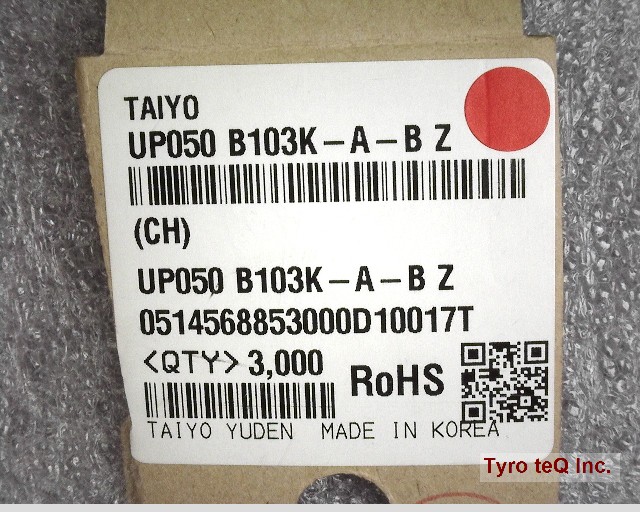 TAIYO
UP050 B103K-A-B Z
(CH)
UP050 B103K-A-B Z
0514568853000D10017T
<QTY> 3,000
RoHS
TAIYO YUDEN MADE IN KOREA
Tyro teQ Inc.